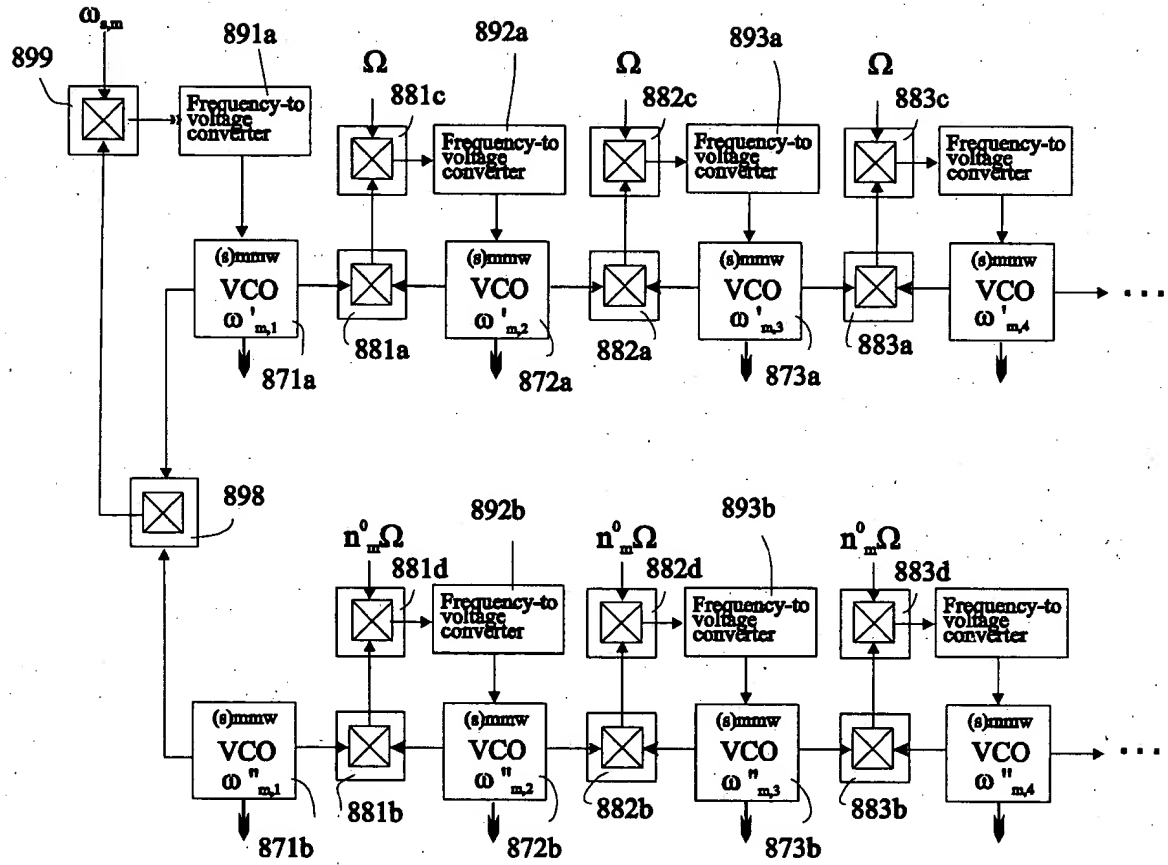 ω_{s,m}
899
891a
Frequency-to
voltage
converter
Ω
881c
892a
Frequency-to
voltage
converter
Ω
882c
893a
Frequency-to
voltage
converter
Ω
883c
Frequency-to
voltage
converter
(s)mmw
VCO
ω'_{m,1}
871a
881a
(s)mmw
VCO
ω'_{m,2}
872a
882a
(s)mmw
VCO
ω'_{m,3}
873a
883a
(s)mmw
VCO
ω'_{m,4}
...
898
n⁰_mΩ
881d
892b
Frequency-to
voltage
converter
n⁰_mΩ
882d
893b
Frequency-to
voltage
converter
n⁰_mΩ
883d
Frequency-to
voltage
converter
(s)mmw
VCO
ω"_{m,1}
871b
881b
(s)mmw
VCO
ω"_{m,2}
872b
882b
(s)mmw
VCO
ω"_{m,3}
873b
883b
(s)mmw
VCO
ω"_{m,4}
...